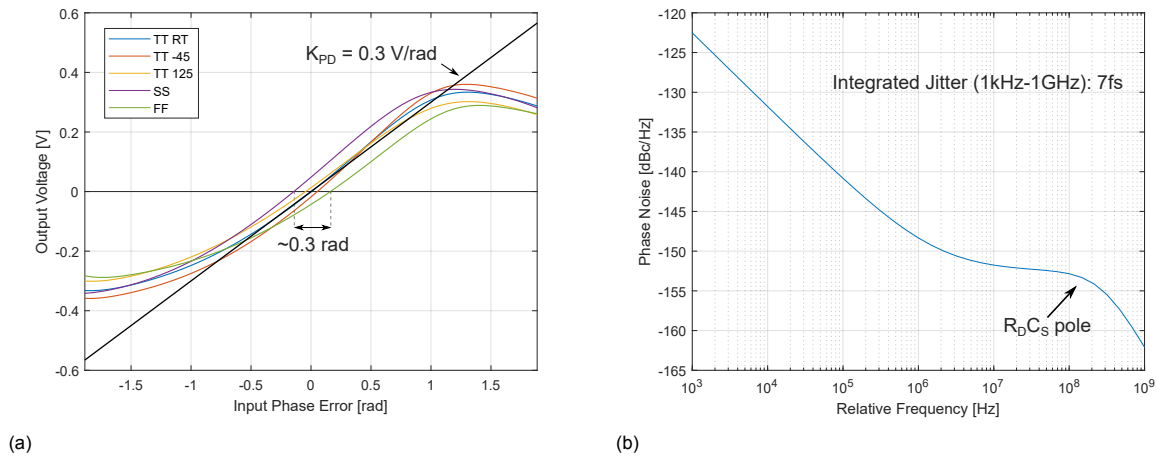 0.6
0.4
0.2
0
-0.2
-0.4
-0.6
Output Voltage [V]
TT RT
TT -45
TT 125
SS
FF
K_PD = 0.3 V/rad
~0.3 rad
-1.5 -1 -0.5 0 0.5 1 1.5
Input Phase Error [rad]
(a)
-120
-125
-130
-135
-140
-145
-150
-155
-160
-165
Phase Noise [dBc/Hz]
Integrated Jitter (1kHz-1GHz): 7fs
R_DC_S pole
10^3 10^4 10^5 10^6 10^7 10^8 10^9
Relative Frequency [Hz]
(b)